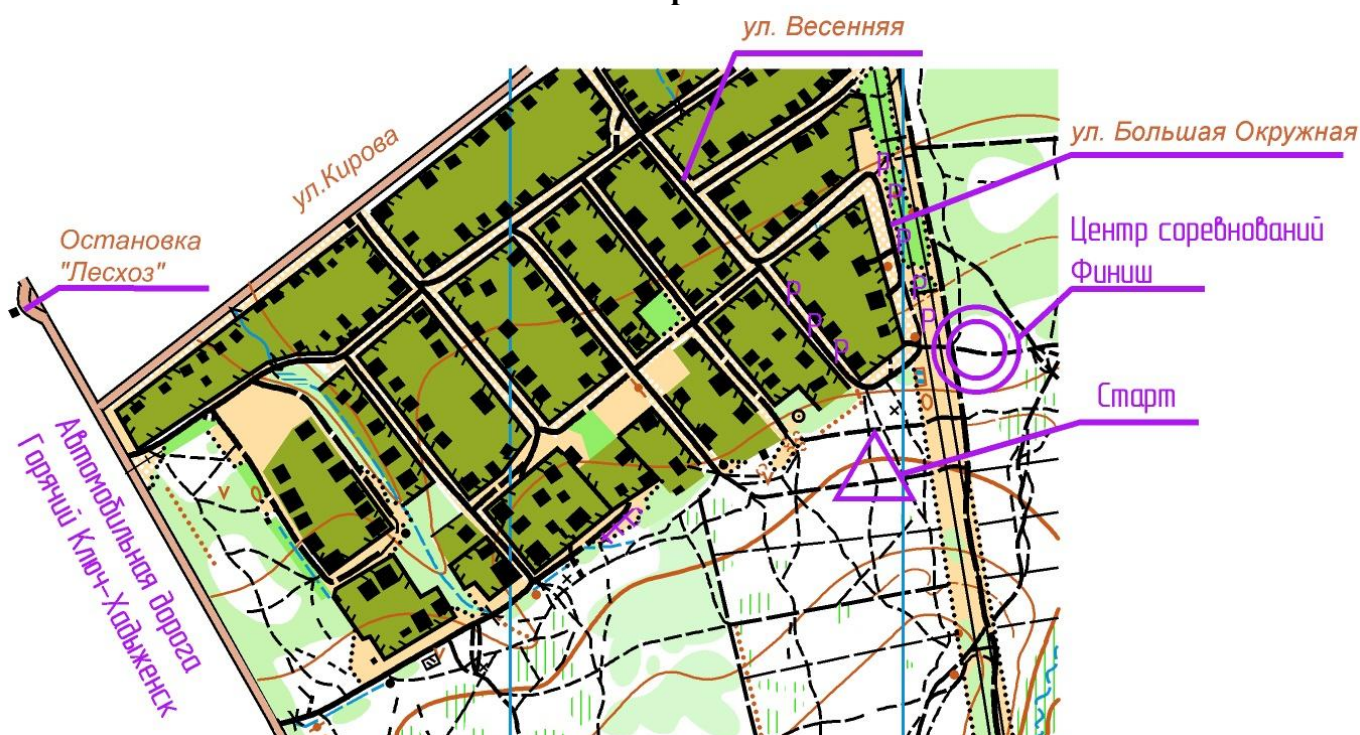 ул. Весенняя
ул.Кирова
ул. Большая Окружная
Остановка
"Лесхоз"
Центр соревнований
Финиш
Старт
Автомобильная дорога
Горячий Ключ-Хадыженск
P
P
P
P
P
P
P
P
P
P